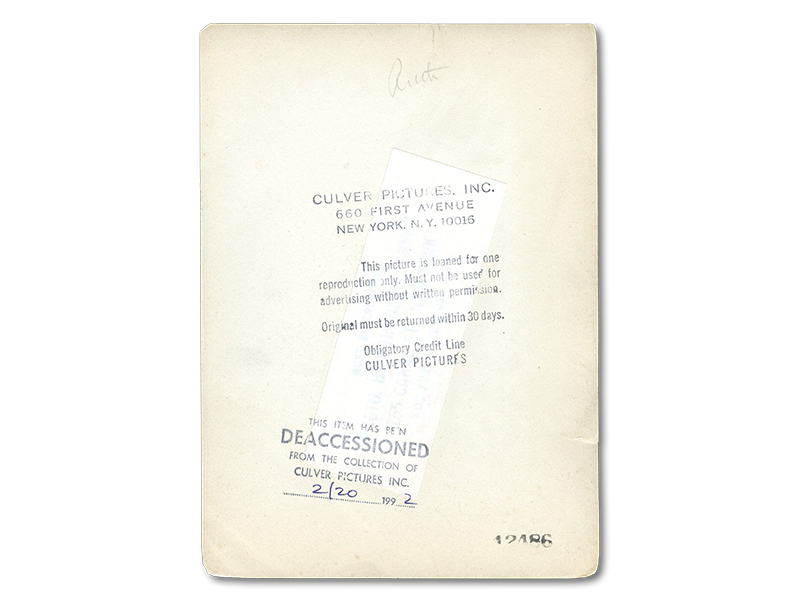 Ruth
CULVER PICTURES, INC.
660 FIRST AVENUE
NEW YORK, N. Y. 10016
This picture is loaned for one
reproduction only. Must not be used for
advertising without written permission.
Original must be returned within 30 days.
Obligatory Credit Line
CULVER PICTURES
THIS ITEM HAS BEEN
DEACCESSIONED
FROM THE COLLECTION OF
CULVER PICTURES INC.
2/20 1992
12486